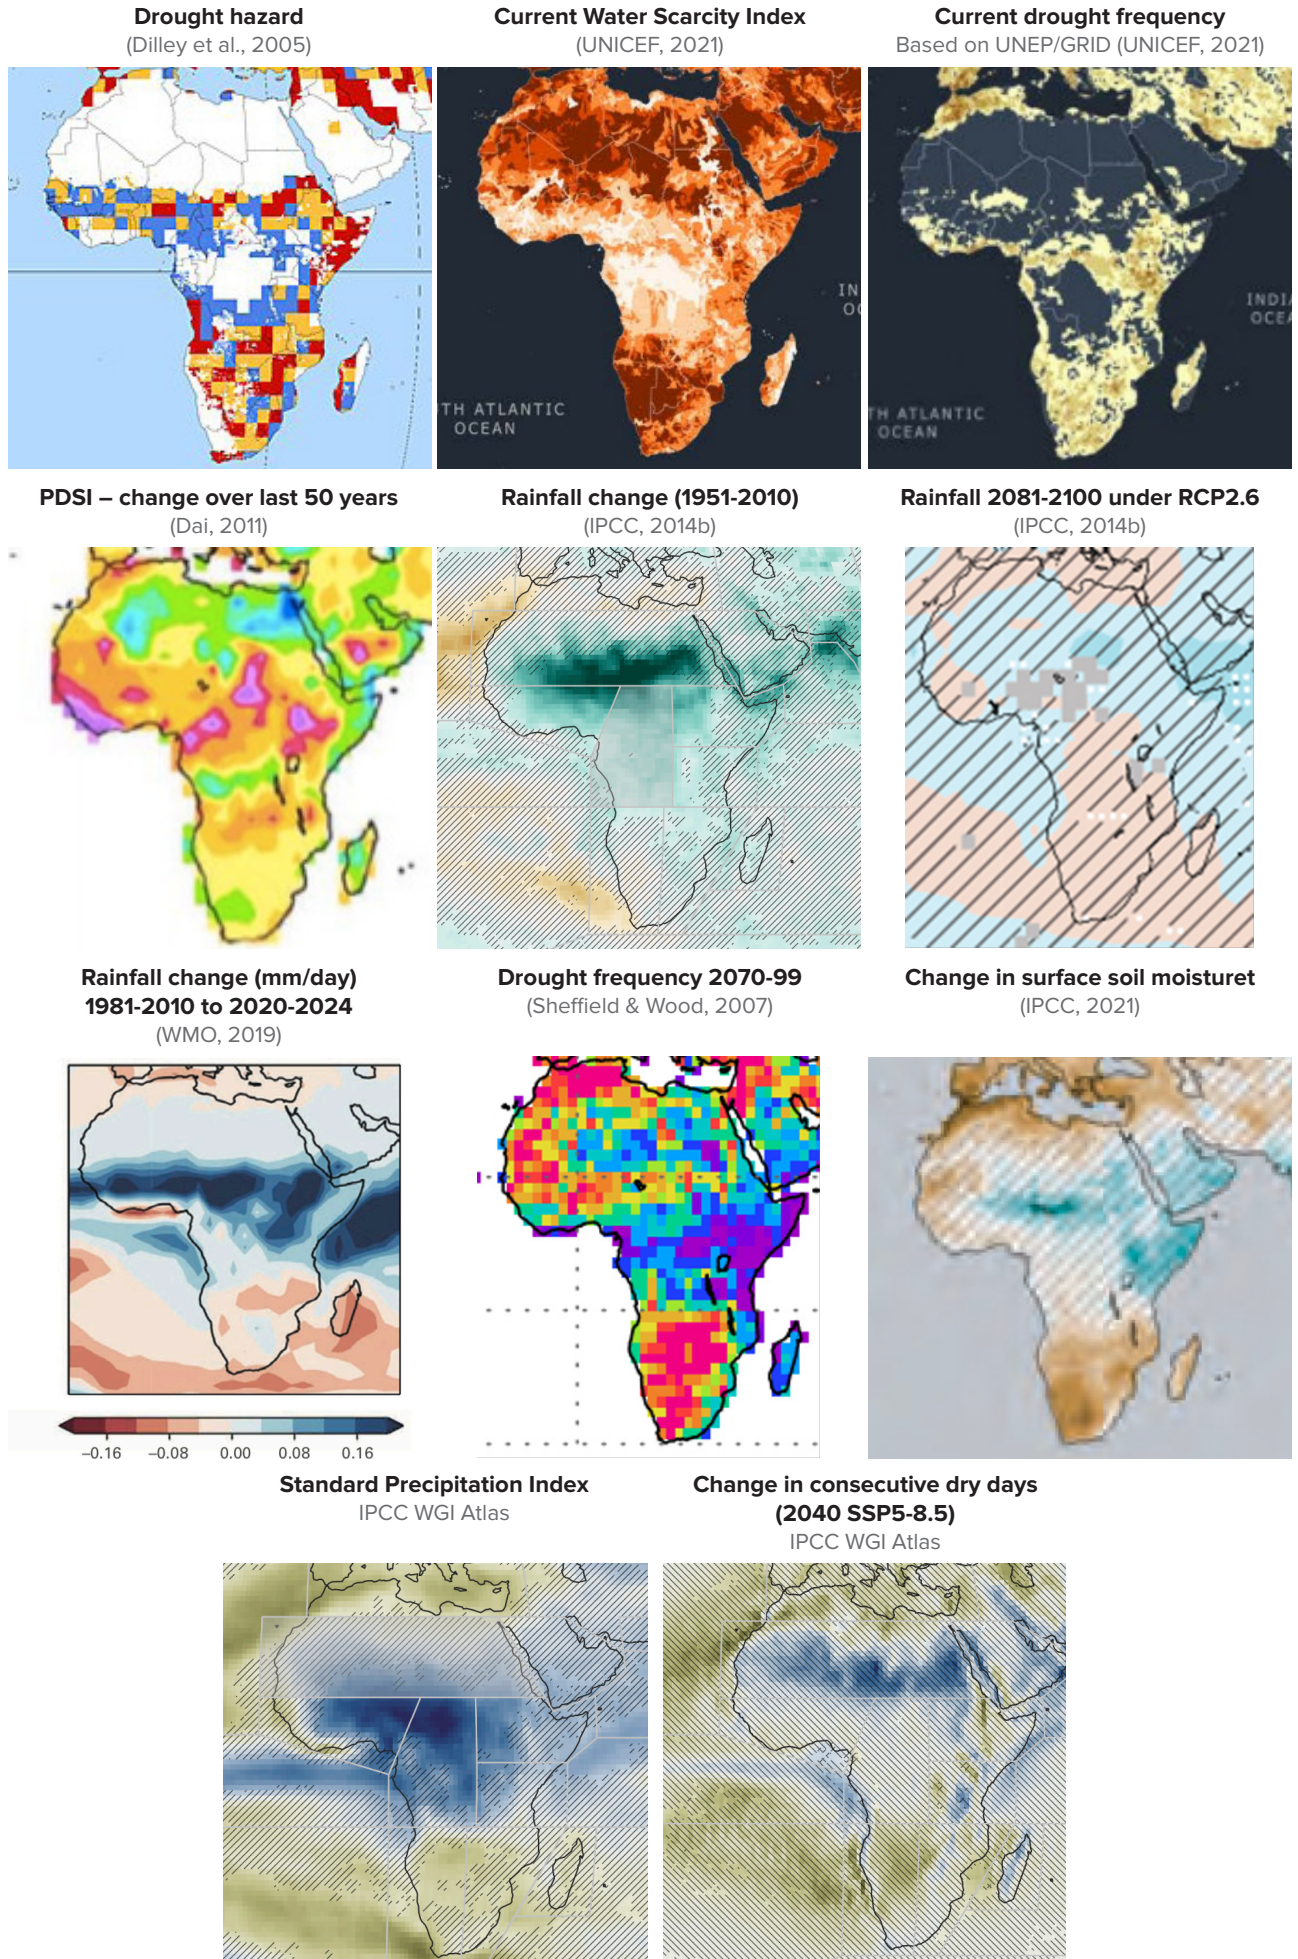 Drought hazard
(Dilley et al., 2005)
Current Water Scarcity Index
(UNICEF, 2021)
Current drought frequency
Based on UNEP/GRID (UNICEF, 2021)
IN
OC
TH ATLANTIC
OCEAN
INDIA
OCEA
TH ATLANTIC
OCEAN
PDSI – change over last 50 years
(Dai, 2011)
Rainfall change (1951-2010)
(IPCC, 2014b)
Rainfall 2081-2100 under RCP2.6
(IPCC, 2014b)
Rainfall change (mm/day)
1981-2010 to 2020-2024
(WMO, 2019)
Drought frequency 2070-99
(Sheffield & Wood, 2007)
Change in surface soil moisturet
(IPCC, 2021)
−0.16 −0.08 0.00 0.08 0.16
Standard Precipitation Index
IPCC WGI Atlas
Change in consecutive dry days
(2040 SSP5-8.5)
IPCC WGI Atlas